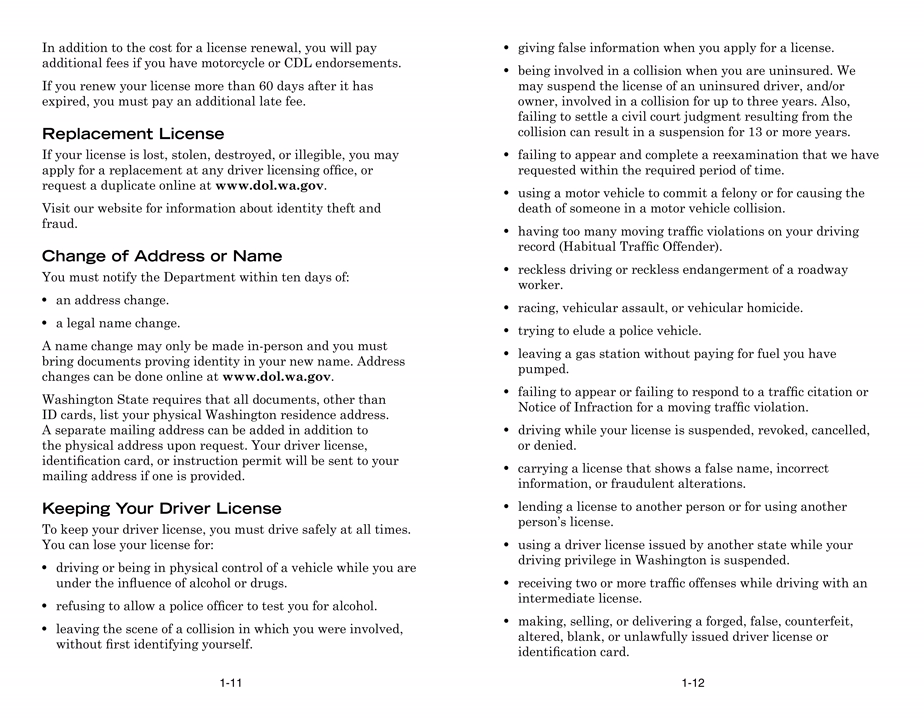 In addition to the cost for a license renewal, you will pay
additional fees if you have motorcycle or CDL endorsements.
If you renew your license more than 60 days after it has
expired, you must pay an additional late fee.
Replacement License
If your license is lost, stolen, destroyed, or illegible, you may
apply for a replacement at any driver licensing office, or
request a duplicate online at www.dol.wa.gov.
Visit our website for information about identity theft and
fraud.
Change of Address or Name
You must notify the Department within ten days of:
• an address change.
• a legal name change.
A name change may only be made in-person and you must
bring documents proving identity in your new name. Address
changes can be done online at www.dol.wa.gov.
Washington State requires that all documents, other than
ID cards, list your physical Washington residence address.
A separate mailing address can be added in addition to
the physical address upon request. Your driver license,
identification card, or instruction permit will be sent to your
mailing address if one is provided.
Keeping Your Driver License
To keep your driver license, you must drive safely at all times.
You can lose your license for:
• driving or being in physical control of a vehicle while you are
under the influence of alcohol or drugs.
• refusing to allow a police officer to test you for alcohol.
• leaving the scene of a collision in which you were involved,
without first identifying yourself.
1-11
• giving false information when you apply for a license.
• being involved in a collision when you are uninsured. We
may suspend the license of an uninsured driver, and/or
owner, involved in a collision for up to three years. Also,
failing to settle a civil court judgment resulting from the
collision can result in a suspension for 13 or more years.
• failing to appear and complete a reexamination that we have
requested within the required period of time.
• using a motor vehicle to commit a felony or for causing the
death of someone in a motor vehicle collision.
• having too many moving traffic violations on your driving
record (Habitual Traffic Offender).
• reckless driving or reckless endangerment of a roadway
worker.
• racing, vehicular assault, or vehicular homicide.
• trying to elude a police vehicle.
• leaving a gas station without paying for fuel you have
pumped.
• failing to appear or failing to respond to a traffic citation or
Notice of Infraction for a moving traffic violation.
• driving while your license is suspended, revoked, cancelled,
or denied.
• carrying a license that shows a false name, incorrect
information, or fraudulent alterations.
• lending a license to another person or for using another
person's license.
• using a driver license issued by another state while your
driving privilege in Washington is suspended.
• receiving two or more traffic offenses while driving with an
intermediate license.
• making, selling, or delivering a forged, false, counterfeit,
altered, blank, or unlawfully issued driver license or
identification card.
1-12